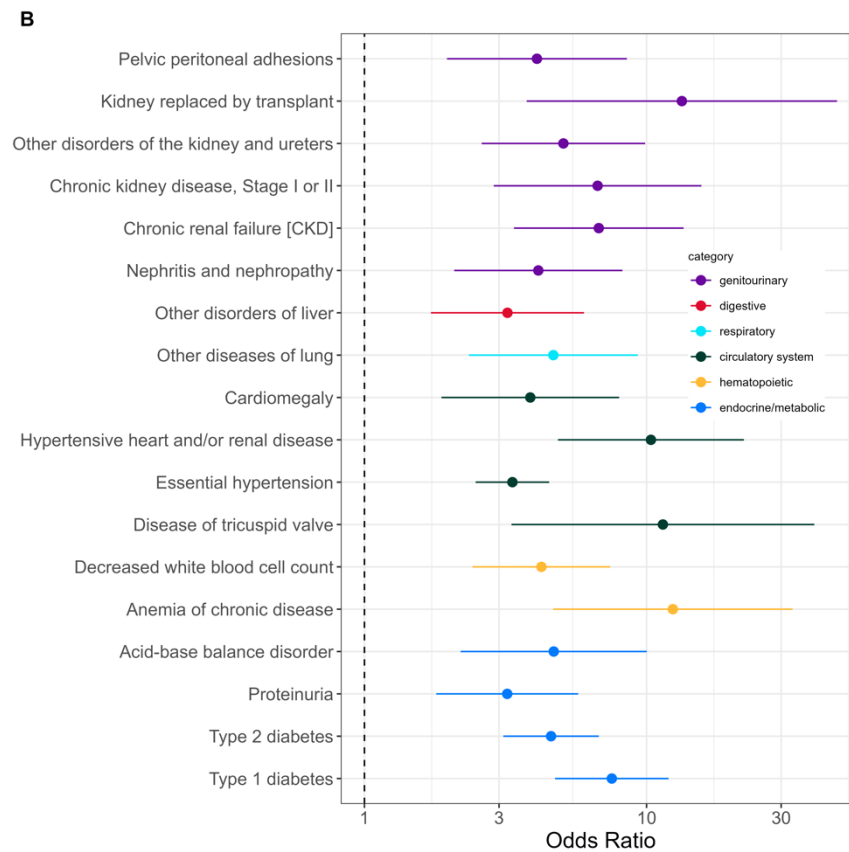 B
Pelvic peritoneal adhesions
Kidney replaced by transplant
Other disorders of the kidney and ureters
Chronic kidney disease, Stage I or II
Chronic renal failure [CKD]
Nephritis and nephropathy
Other disorders of liver
Other diseases of lung
Cardiomegaly
Hypertensive heart and/or renal disease
Essential hypertension
Disease of tricuspid valve
Decreased white blood cell count
Anemia of chronic disease
Acid-base balance disorder
Proteinuria
Type 2 diabetes
Type 1 diabetes
category
genitourinary
digestive
respiratory
circulatory system
hematopoietic
endocrine/metabolic
1 3 10 30
Odds Ratio